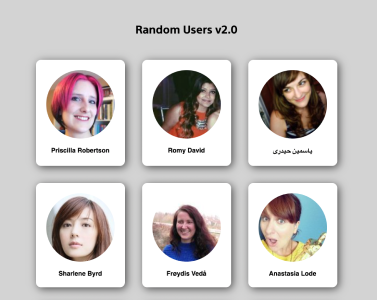 Random Users v2.0
Priscilla Robertson
Romy David
یاسمین حیدری
Sharlene Byrd
Frøydis Vedå
Anastasia Lode